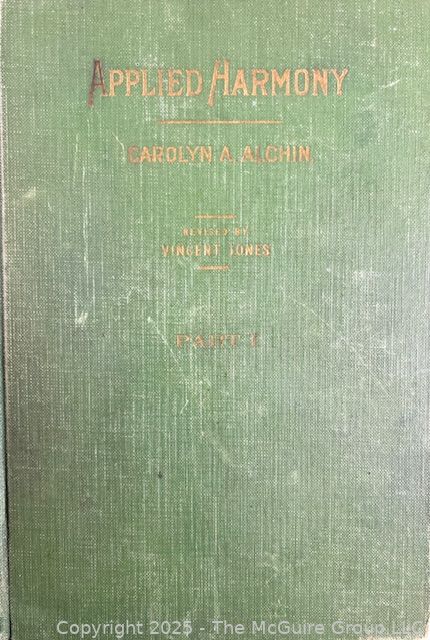 APPLIED HARMONY
CAROLYN A. ALCHIN
REVISED BY
VINCENT JONES
PART I
Copyright 2025 - The McGuire Group LLC